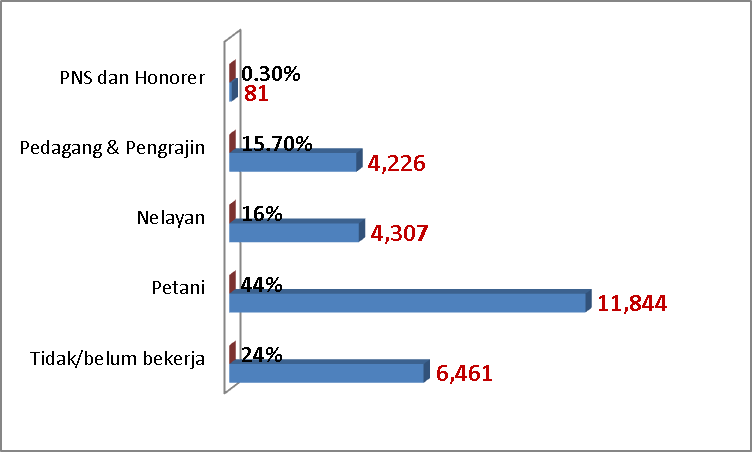 PNS dan Honorer
0.30%
81
Pedagang & Pengrajin
15.70%
4,226
Nelayan
16%
4,307
Petani
44%
11,844
Tidak/belum bekerja
24%
6,461